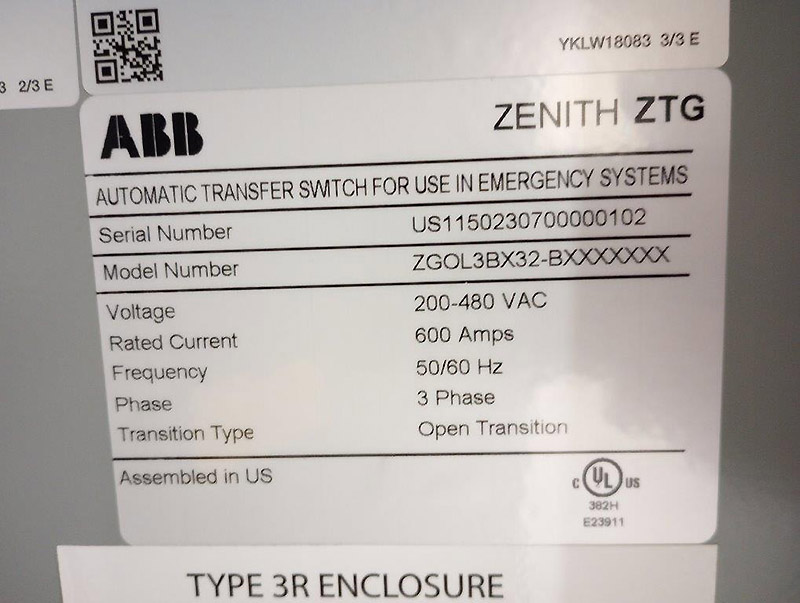 YKLW18083 3/3 E
3 2/3 E
ABB
ZENITH ZTG
AUTOMATIC TRANSFER SWITCH FOR USE IN EMERGENCY SYSTEMS
Serial Number US1150230700000102
Model Number ZGOL3BX32-BXXXXXXX
Voltage 200-480 VAC
Rated Current 600 Amps
Frequency 50/60 Hz
Phase 3 Phase
Transition Type Open Transition
Assembled in US
C UL US
382H
E23911
TYPE 3R ENCLOSURE